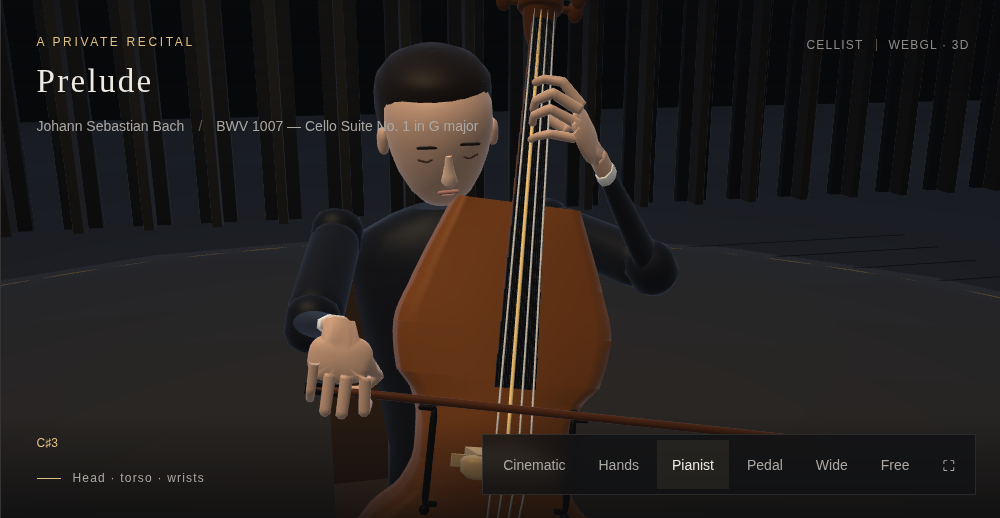 A PRIVATE RECITAL
CELLIST | WEBGL · 3D
Prelude
Johann Sebastian Bach / BWV 1007 — Cello Suite No. 1 in G major
C♯3
Head · torso · wrists
Cinematic Hands Pianist Pedal Wide Free